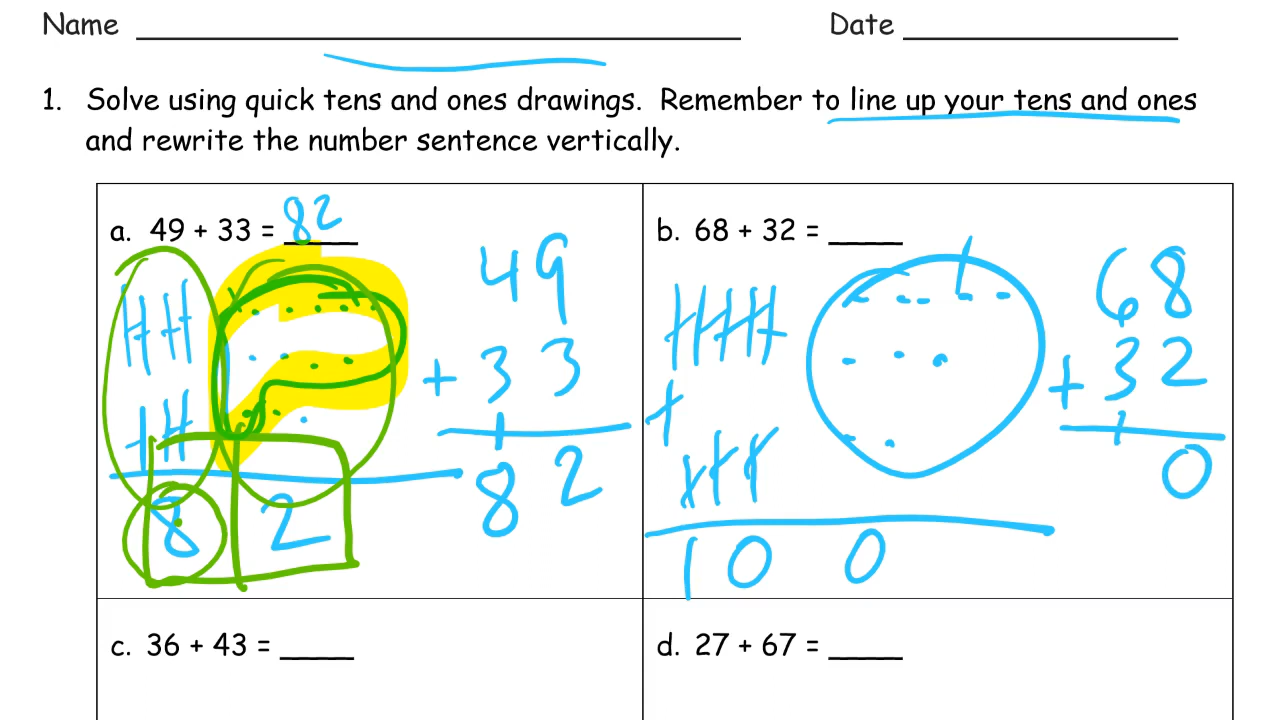 Name Date
1. Solve using quick tens and ones drawings. Remember to line up your tens and ones
and rewrite the number sentence vertically.
a. 49 + 33 = 82
49
+ 33
1
82
8 2
b. 68 + 32 = ____
68
+ 32
1
0
1 0 0
c. 36 + 43 = ____
d. 27 + 67 = ____